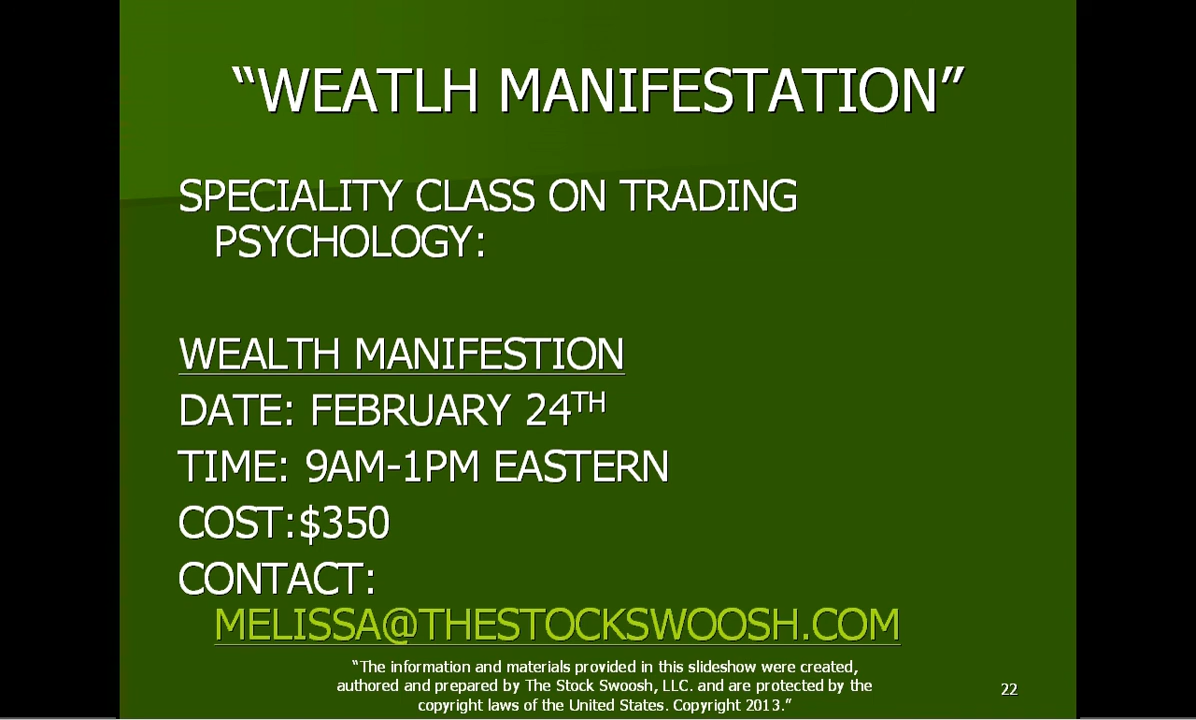 “WEATLH MANIFESTATION”
SPECIALITY CLASS ON TRADING
PSYCHOLOGY:
WEALTH MANIFESTION
DATE: FEBRUARY 24TH
TIME: 9AM-1PM EASTERN
COST:$350
CONTACT:
MELISSA@THESTOCKSWOOSH.COM
“The information and materials provided in this slideshow were created,
authored and prepared by The Stock Swoosh, LLC. and are protected by the
copyright laws of the United States. Copyright 2013.”
22